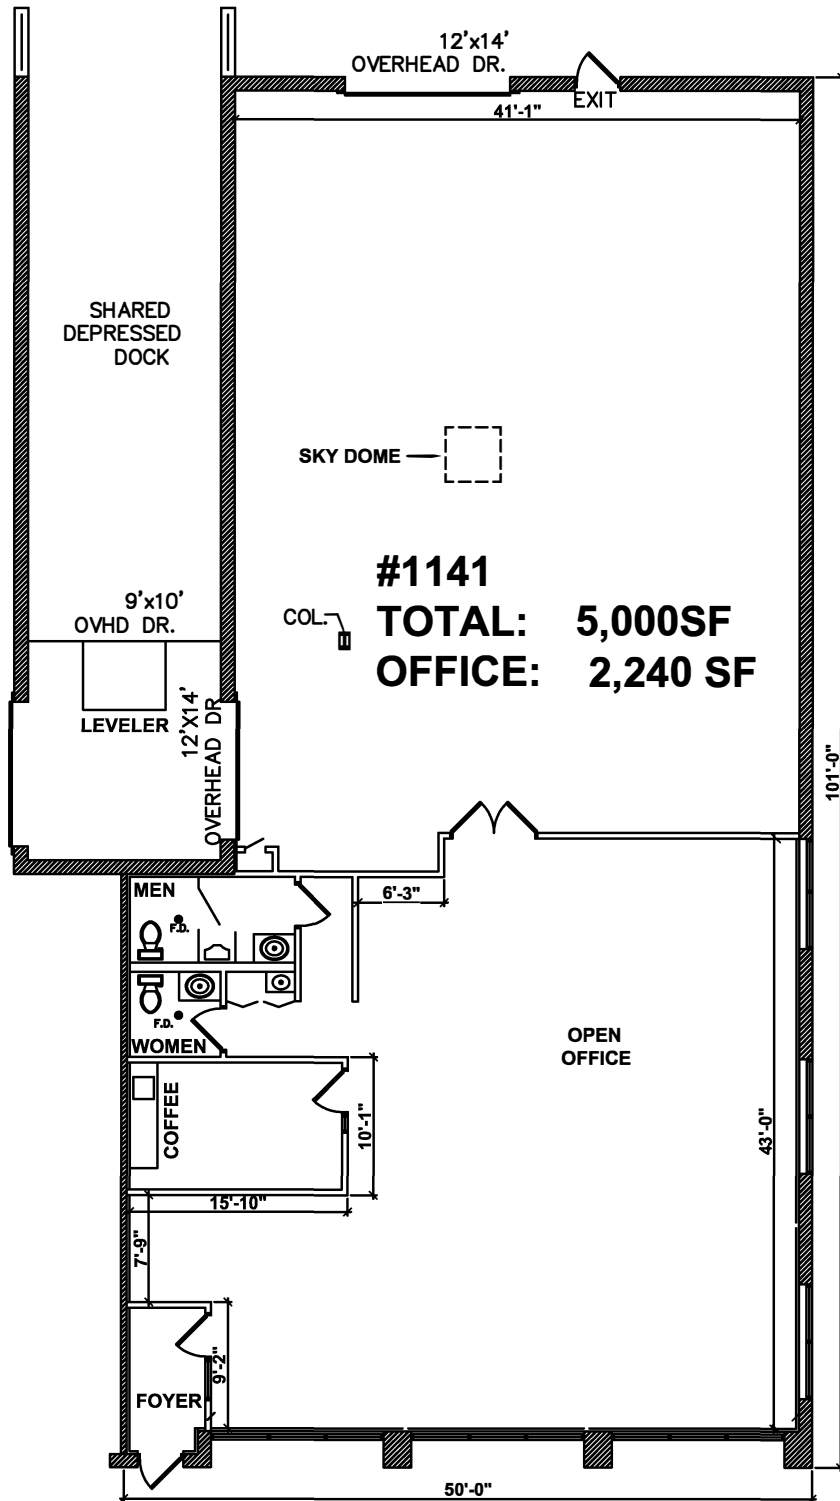 12'x14'
OVERHEAD DR.
EXIT
41'-1"
SHARED
DEPRESSED
DOCK
SKY DOME
#1141
TOTAL: 5,000SF
OFFICE: 2,240 SF
COL.
9'x10'
OVHD DR.
LEVELER
12'X14'
OVERHEAD DR
101'-0"
MEN
F.D.
6'-3"
F.D.
WOMEN
OPEN
OFFICE
COFFEE
10'-1"
43'-0"
15'-10"
7'-9"
9'-2"
FOYER
50'-0"